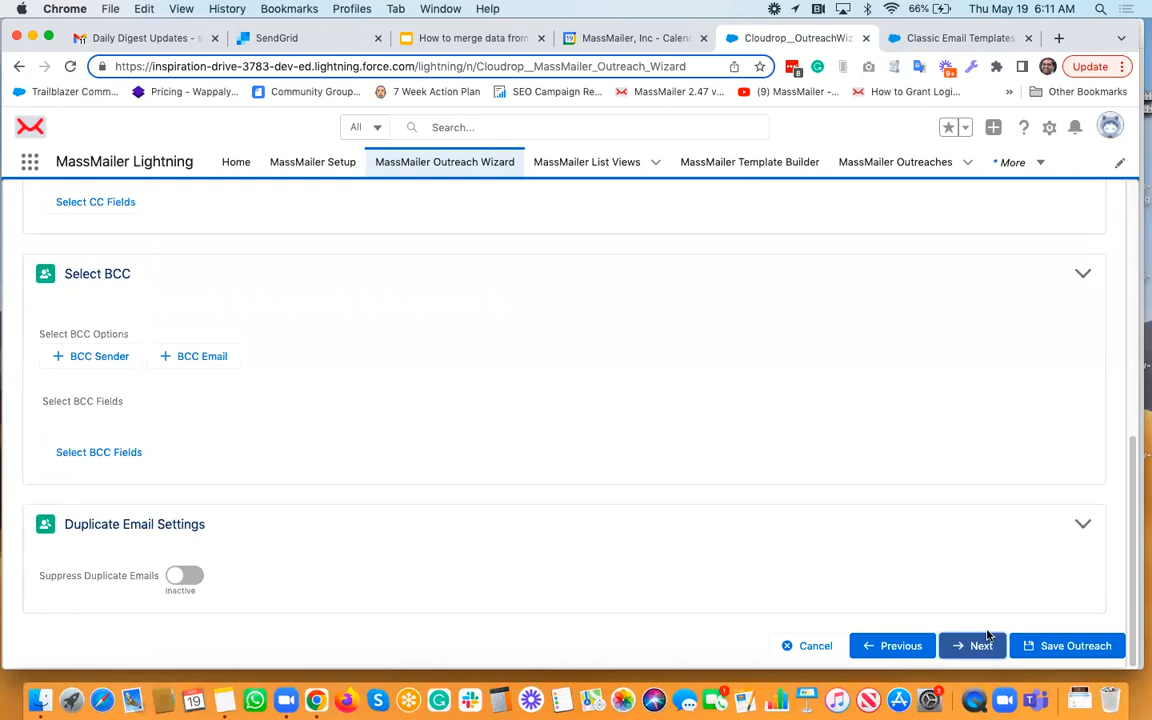 Chrome File Edit View History Bookmarks Profiles Tab Window Help 66% Thu May 19 6:11 AM
Daily Digest Updates - s SendGrid How to merge data from MassMailer, Inc - Calen Cloudrop__OutreachWiz Classic Email Templates
https://inspiration-drive-3783-dev-ed.lightning.force.com/lightning/n/Cloudrop__MassMailer_Outreach_Wizard 8 9+ Update
Trailblazer Comm... Pricing - Wappaly... Community Group... 7 Week Action Plan SEO Campaign Re... MassMailer 2.47 v... (9) MassMailer -... How to Grant Logi... » Other Bookmarks
All Search...
MassMailer Lightning Home MassMailer Setup MassMailer Outreach Wizard MassMailer List Views MassMailer Template Builder MassMailer Outreaches * More
Select CC Fields
Select BCC
Select BCC Options
+ BCC Sender + BCC Email
Select BCC Fields
Select BCC Fields
Duplicate Email Settings
Suppress Duplicate Emails
Inactive
Cancel Previous Next Save Outreach